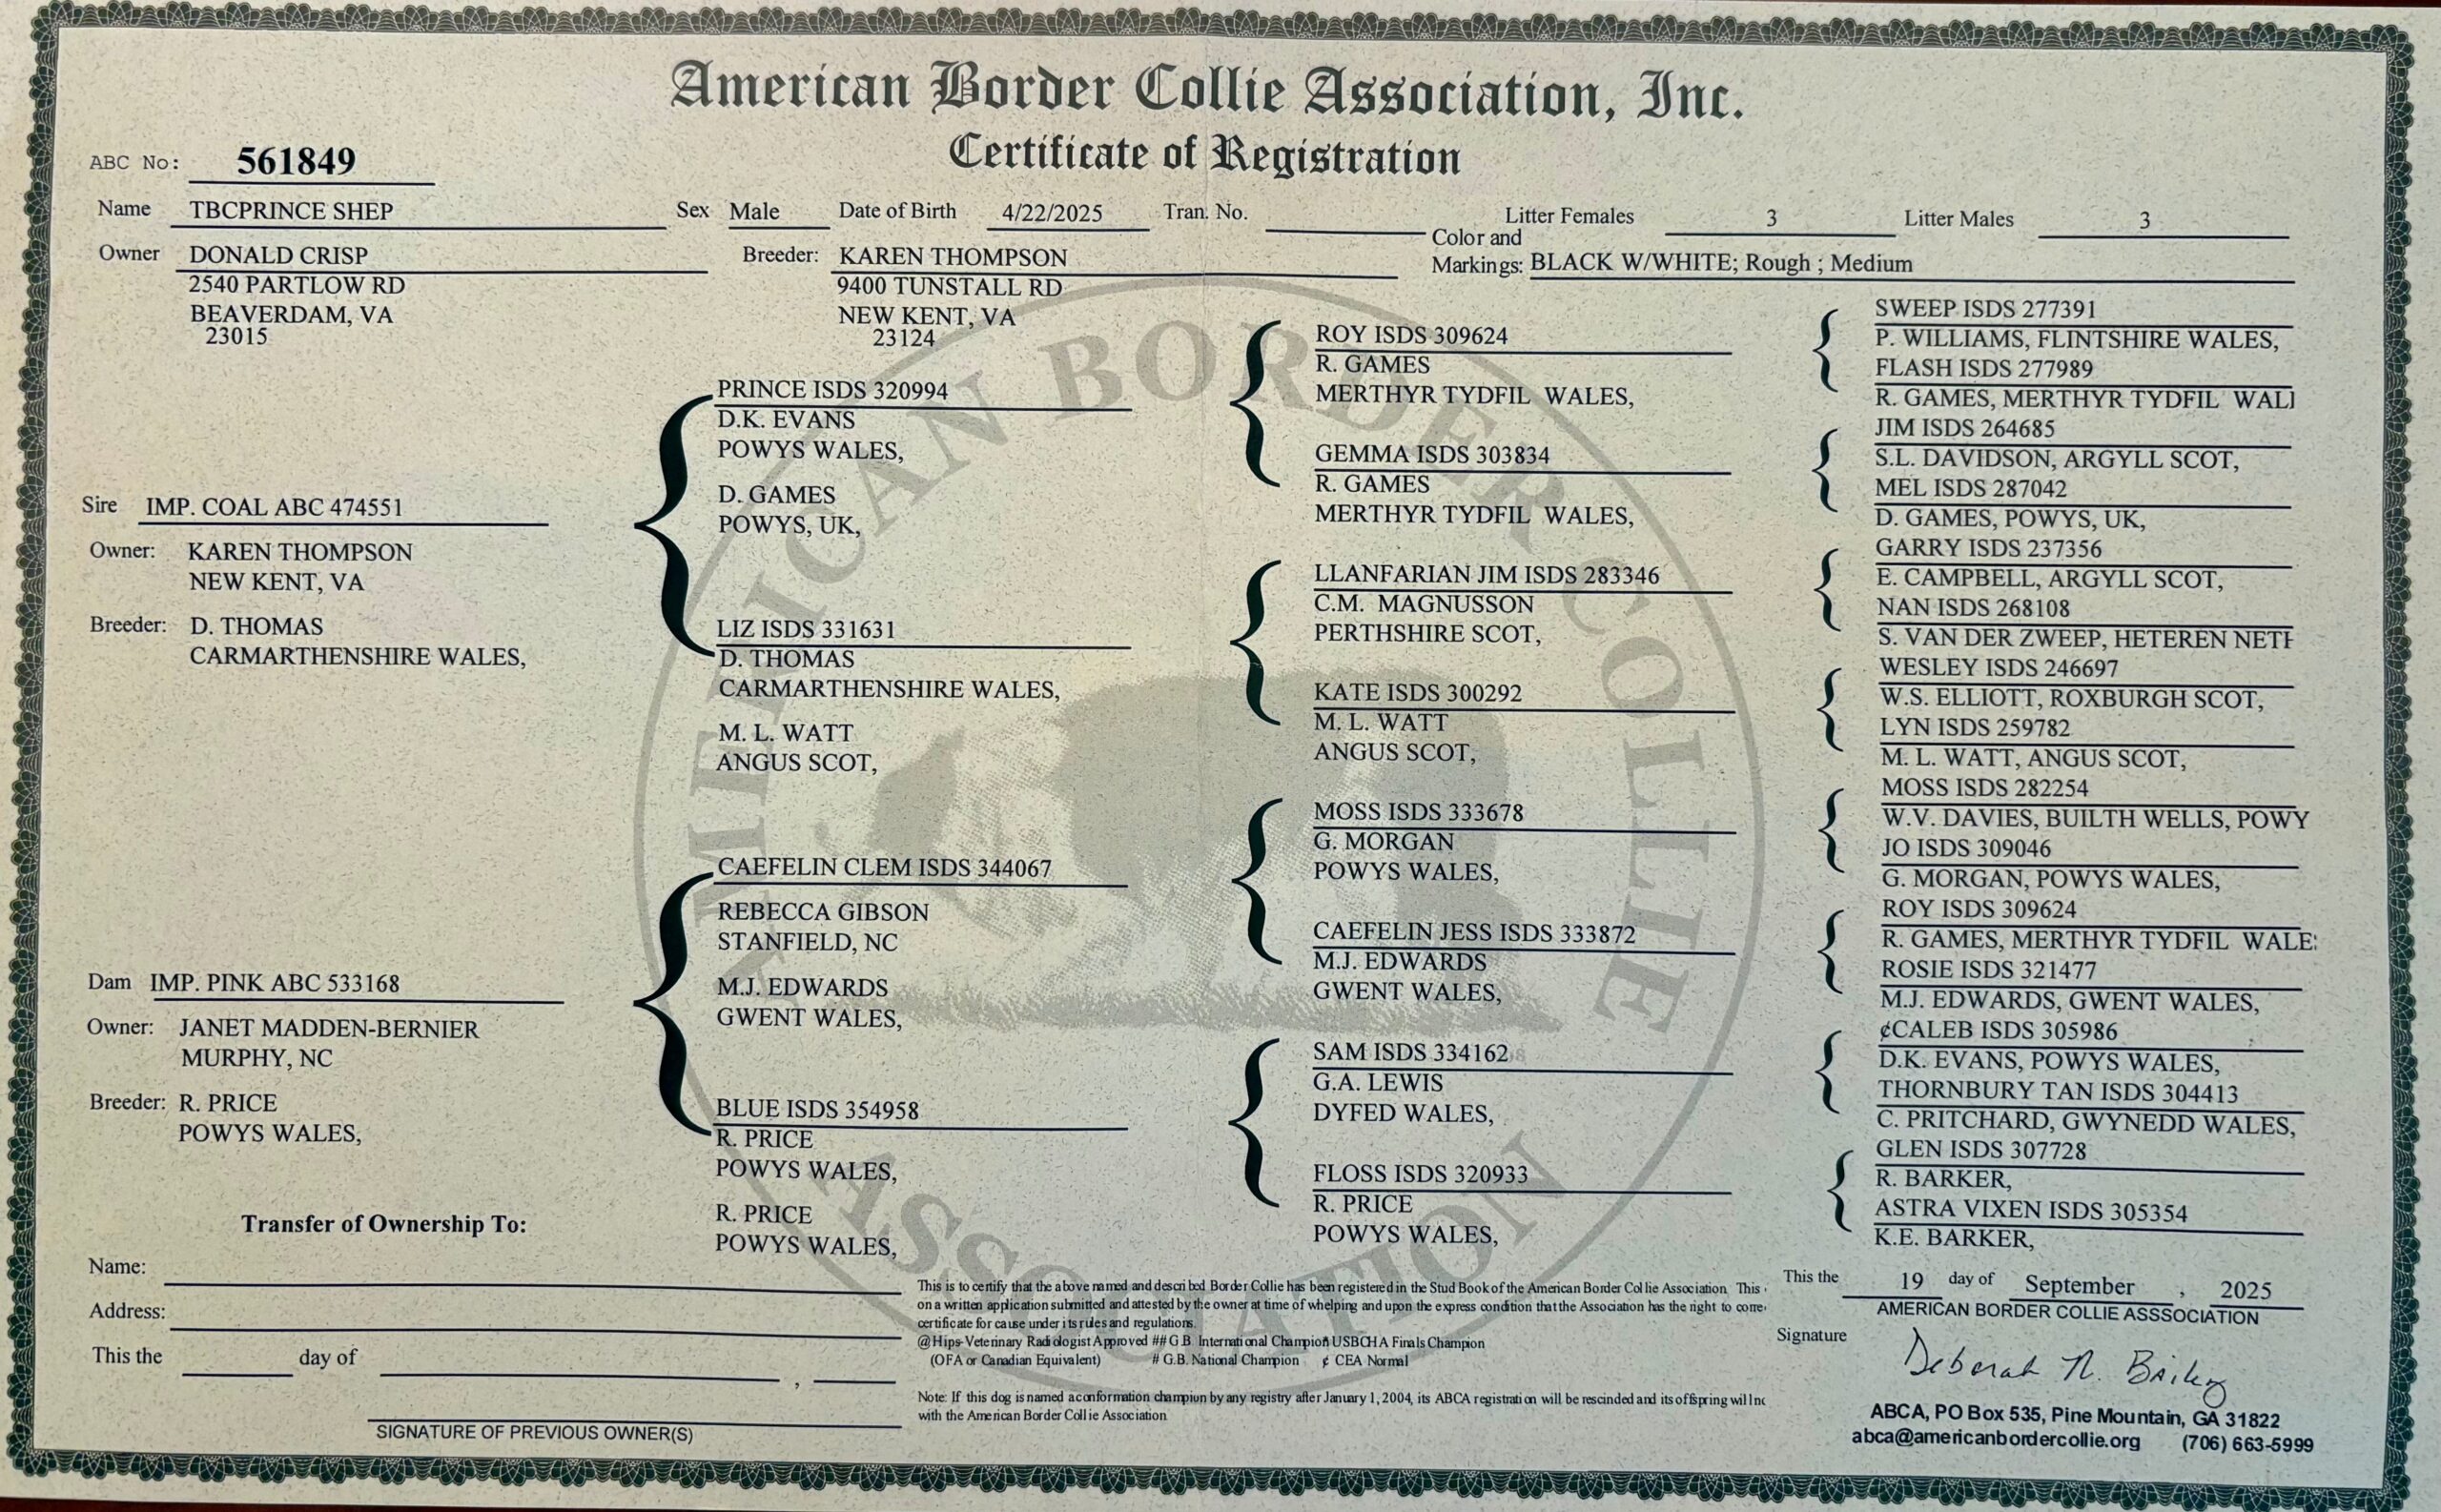 American Border Collie Association, Inc.
Certificate of Registration
ABC No: 561849
Name TBCPRINCE SHEP Sex Male Date of Birth 4/22/2025 Tran. No. Litter Females 3 Litter Males 3
Owner DONALD CRISP
2540 PARTLOW RD
BEAVERDAM, VA
23015
Breeder: KAREN THOMPSON
9400 TUNSTALL RD
NEW KENT, VA
23124
Color and
Markings: BLACK W/WHITE; Rough ; Medium
Sire IMP. COAL ABC 474551
Owner: KAREN THOMPSON
NEW KENT, VA
Breeder: D. THOMAS
CARMARTHENSHIRE WALES,
Dam IMP. PINK ABC 533168
Owner: JANET MADDEN-BERNIER
MURPHY, NC
Breeder: R. PRICE
POWYS WALES,
PRINCE ISDS 320994
D.K. EVANS
POWYS WALES,
D. GAMES
POWYS, UK,
LIZ ISDS 331631
D. THOMAS
CARMARTHENSHIRE WALES,
M. L. WATT
ANGUS SCOT,
CAEFELIN CLEM ISDS 344067
REBECCA GIBSON
STANFIELD, NC
M.J. EDWARDS
GWENT WALES,
BLUE ISDS 354958
R. PRICE
POWYS WALES,
R. PRICE
POWYS WALES,
ROY ISDS 309624
R. GAMES
MERTHYR TYDFIL WALES,
GEMMA ISDS 303834
R. GAMES
MERTHYR TYDFIL WALES,
LLANFARIAN JIM ISDS 283346
C.M. MAGNUSSON
PERTHSHIRE SCOT,
KATE ISDS 300292
M. L. WATT
ANGUS SCOT,
MOSS ISDS 333678
G. MORGAN
POWYS WALES,
CAEFELIN JESS ISDS 333872
M.J. EDWARDS
GWENT WALES,
SAM ISDS 334162
G.A. LEWIS
DYFED WALES,
FLOSS ISDS 320933
R. PRICE
POWYS WALES,
SWEEP ISDS 277391
P. WILLIAMS, FLINTSHIRE WALES,
FLASH ISDS 277989
R. GAMES, MERTHYR TYDFIL WAL
JIM ISDS 264685
S.L. DAVIDSON, ARGYLL SCOT,
MEL ISDS 287042
D. GAMES, POWYS, UK,
GARRY ISDS 237356
E. CAMPBELL, ARGYLL SCOT,
NAN ISDS 268108
S. VAN DER ZWEEP, HETEREN NETH
WESLEY ISDS 246697
W.S. ELLIOTT, ROXBURGH SCOT,
LYN ISDS 259782
M. L. WATT, ANGUS SCOT,
MOSS ISDS 282254
W.V. DAVIES, BUILTH WELLS, POWY
JO ISDS 309046
G. MORGAN, POWYS WALES,
ROY ISDS 309624
R. GAMES, MERTHYR TYDFIL WALE
ROSIE ISDS 321477
M.J. EDWARDS, GWENT WALES,
¢CALEB ISDS 305986
D.K. EVANS, POWYS WALES,
THORNBURY TAN ISDS 304413
C. PRITCHARD, GWYNEDD WALES,
GLEN ISDS 307728
R. BARKER,
ASTRA VIXEN ISDS 305354
K.E. BARKER,
AMERICAN BORDER COLLIE
ASSOCIATION
Transfer of Ownership To:
Name:
Address:
This the day of ,
SIGNATURE OF PREVIOUS OWNER(S)
This is to certify that the above named and described Border Collie has been registered in the Stud Book of the American Border Collie Association. This
on a written application submitted and attested by the owner at time of whelping and upon the express condition that the Association has the right to corre
certificate for cause under its rules and regulations.
@Hips-Veterinary Radiologist Approved ## G.B. International Champion USBCHA Finals Champion
(OFA or Canadian Equivalent) # G.B. National Champion ¢ CEA Normal
Note: If this dog is named a conformation champion by any registry after January 1, 2004, its ABCA registration will be rescinded and its offspring will
with the American Border Collie Association
This the 19 day of September , 2025
AMERICAN BORDER COLLIE ASSSOCIATION
Signature Deborah N. Bailey
ABCA, PO Box 535, Pine Mountain, GA 31822
abca@americanbordercollie.org (706) 663-5999